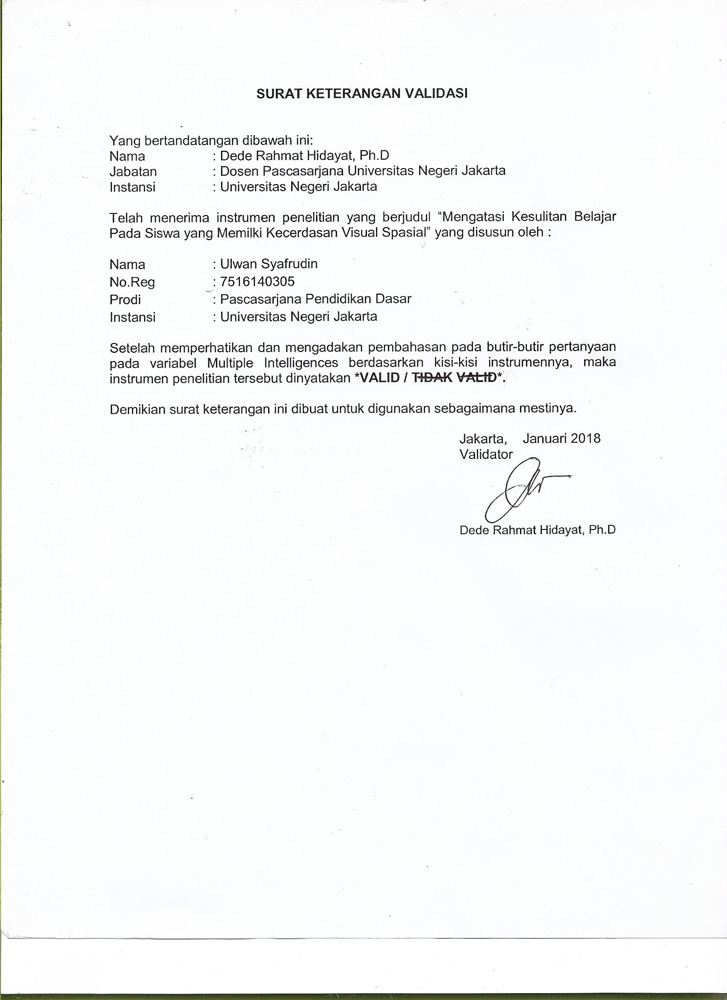 SURAT KETERANGAN VALIDASI
Yang bertandatangan dibawah ini:
Nama : Dede Rahmat Hidayat, Ph.D
Jabatan : Dosen Pascasarjana Universitas Negeri Jakarta
Instansi : Universitas Negeri Jakarta
Telah menerima instrumen penelitian yang berjudul “Mengatasi Kesulitan Belajar
Pada Siswa yang Memilki Kecerdasan Visual Spasial” yang disusun oleh :
Nama : Ulwan Syafrudin
No.Reg : 7516140305
Prodi : Pascasarjana Pendidikan Dasar
Instansi : Universitas Negeri Jakarta
Setelah memperhatikan dan mengadakan pembahasan pada butir-butir pertanyaan
pada variabel Multiple Intelligences berdasarkan kisi-kisi instrumennya, maka
instrumen penelitian tersebut dinyatakan *VALID / TIDAK VALID*.
Demikian surat keterangan ini dibuat untuk digunakan sebagaimana mestinya.
Jakarta, Januari 2018
Validator
Dede Rahmat Hidayat, Ph.D